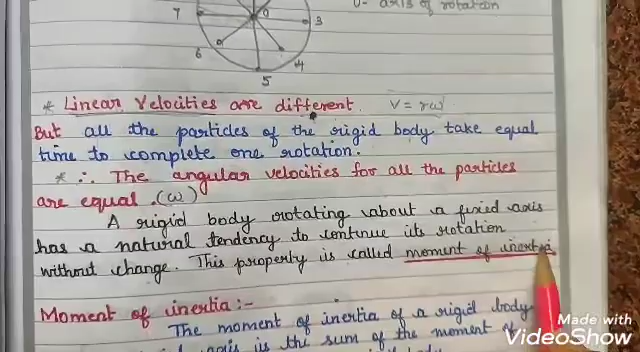 7
O
3
O- axis of rotation
6
4
5
* Linear Velocities are different. V = rω
But all the particles of the rigid body take equal
time to complete one rotation.
* ∴ The angular velocities for all the particles
are equal. (ω)
A rigid body rotating about a fixed axis
has a natural tendency to continue its rotation
without change. This property is called moment of inertia
Moment of inertia :-
The moment of inertia of a rigid body
axis is the sum of the moment of
Made with
VideoShow